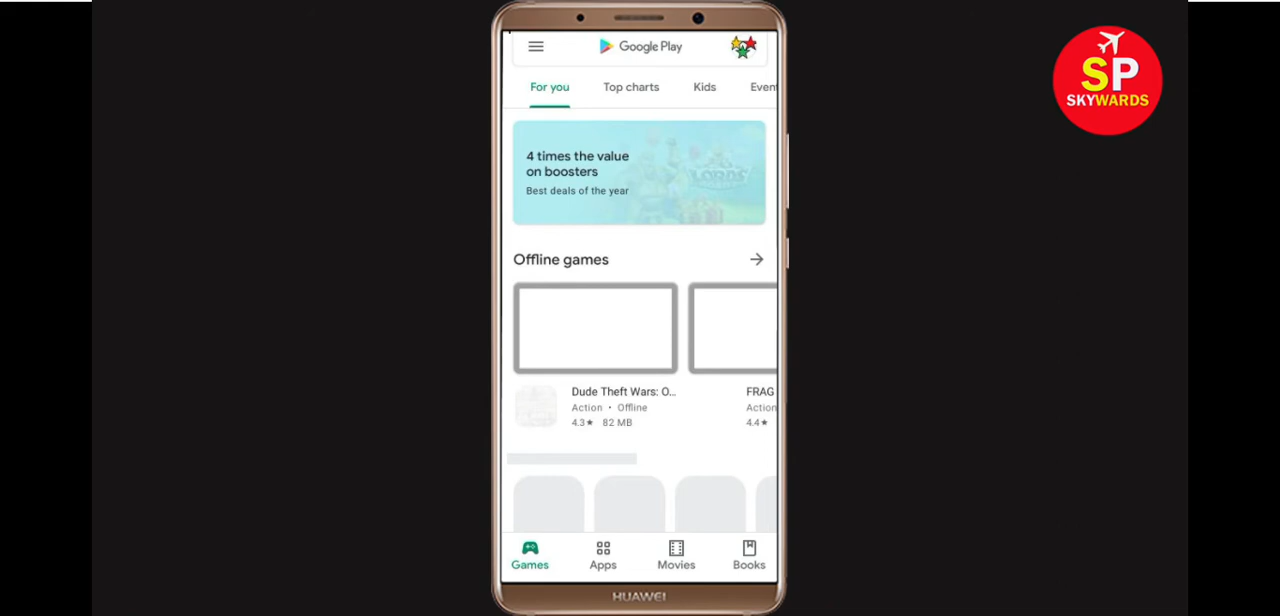 Google Play
For you Top charts Kids Even
4 times the value
on boosters
Best deals of the year
LORDS
Offline games
Dude Theft Wars: O...
Action • Offline
4.3★ 82 MB
FRAG
Action
4.4★
Games Apps Movies Books
HUAWEI
SP
SKYWARDS